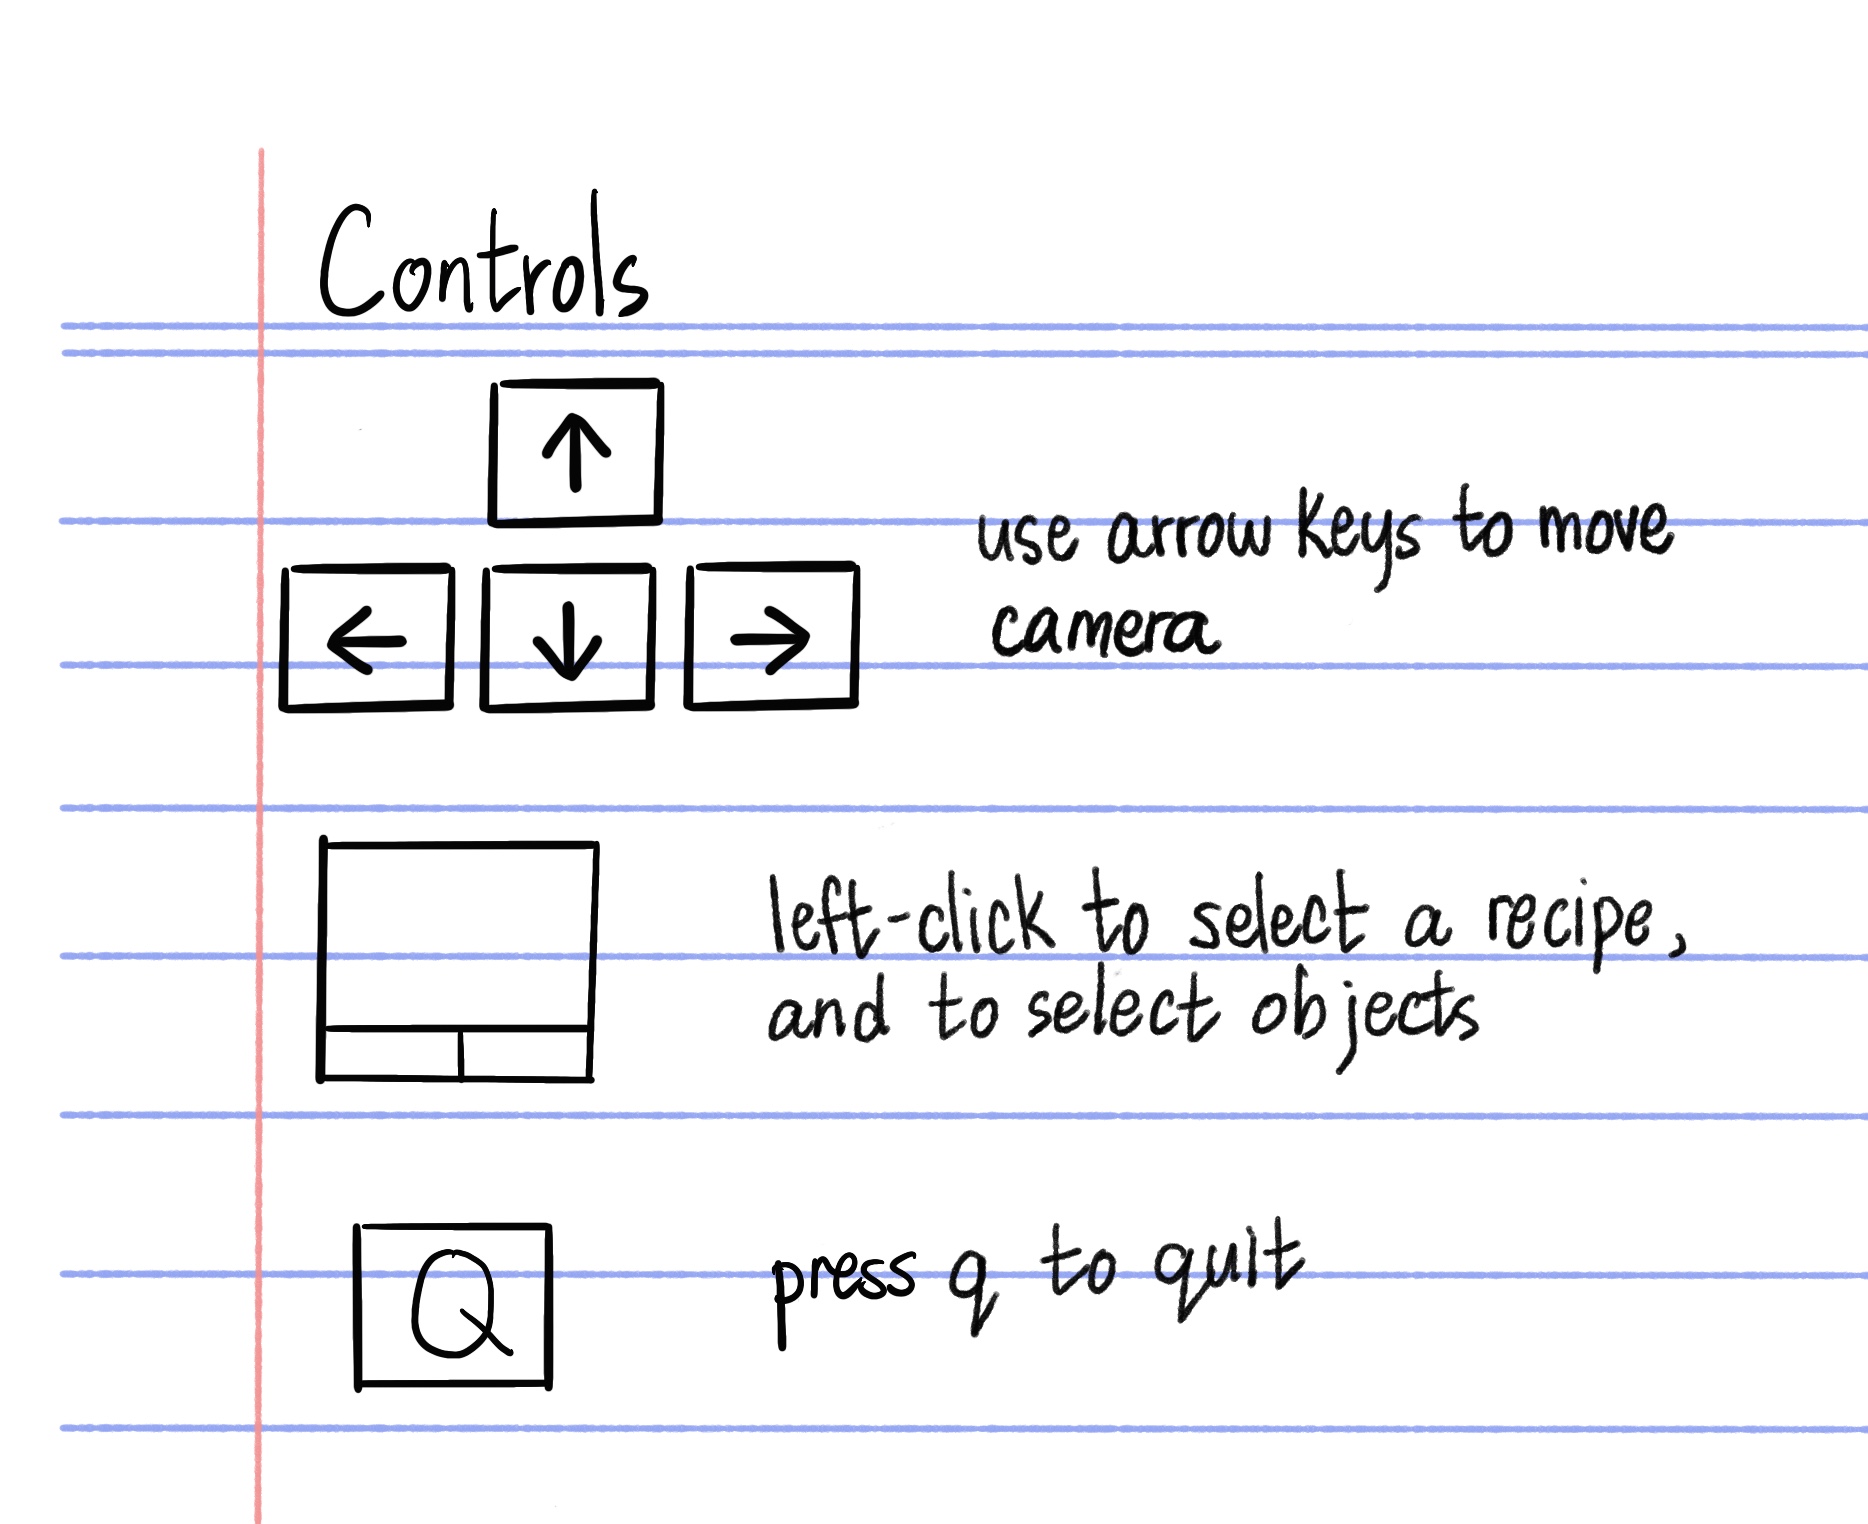 Controls
↑
← ↓ →
use arrow keys to move
camera
left-click to select a recipe,
and to select objects
Q
press q to quit